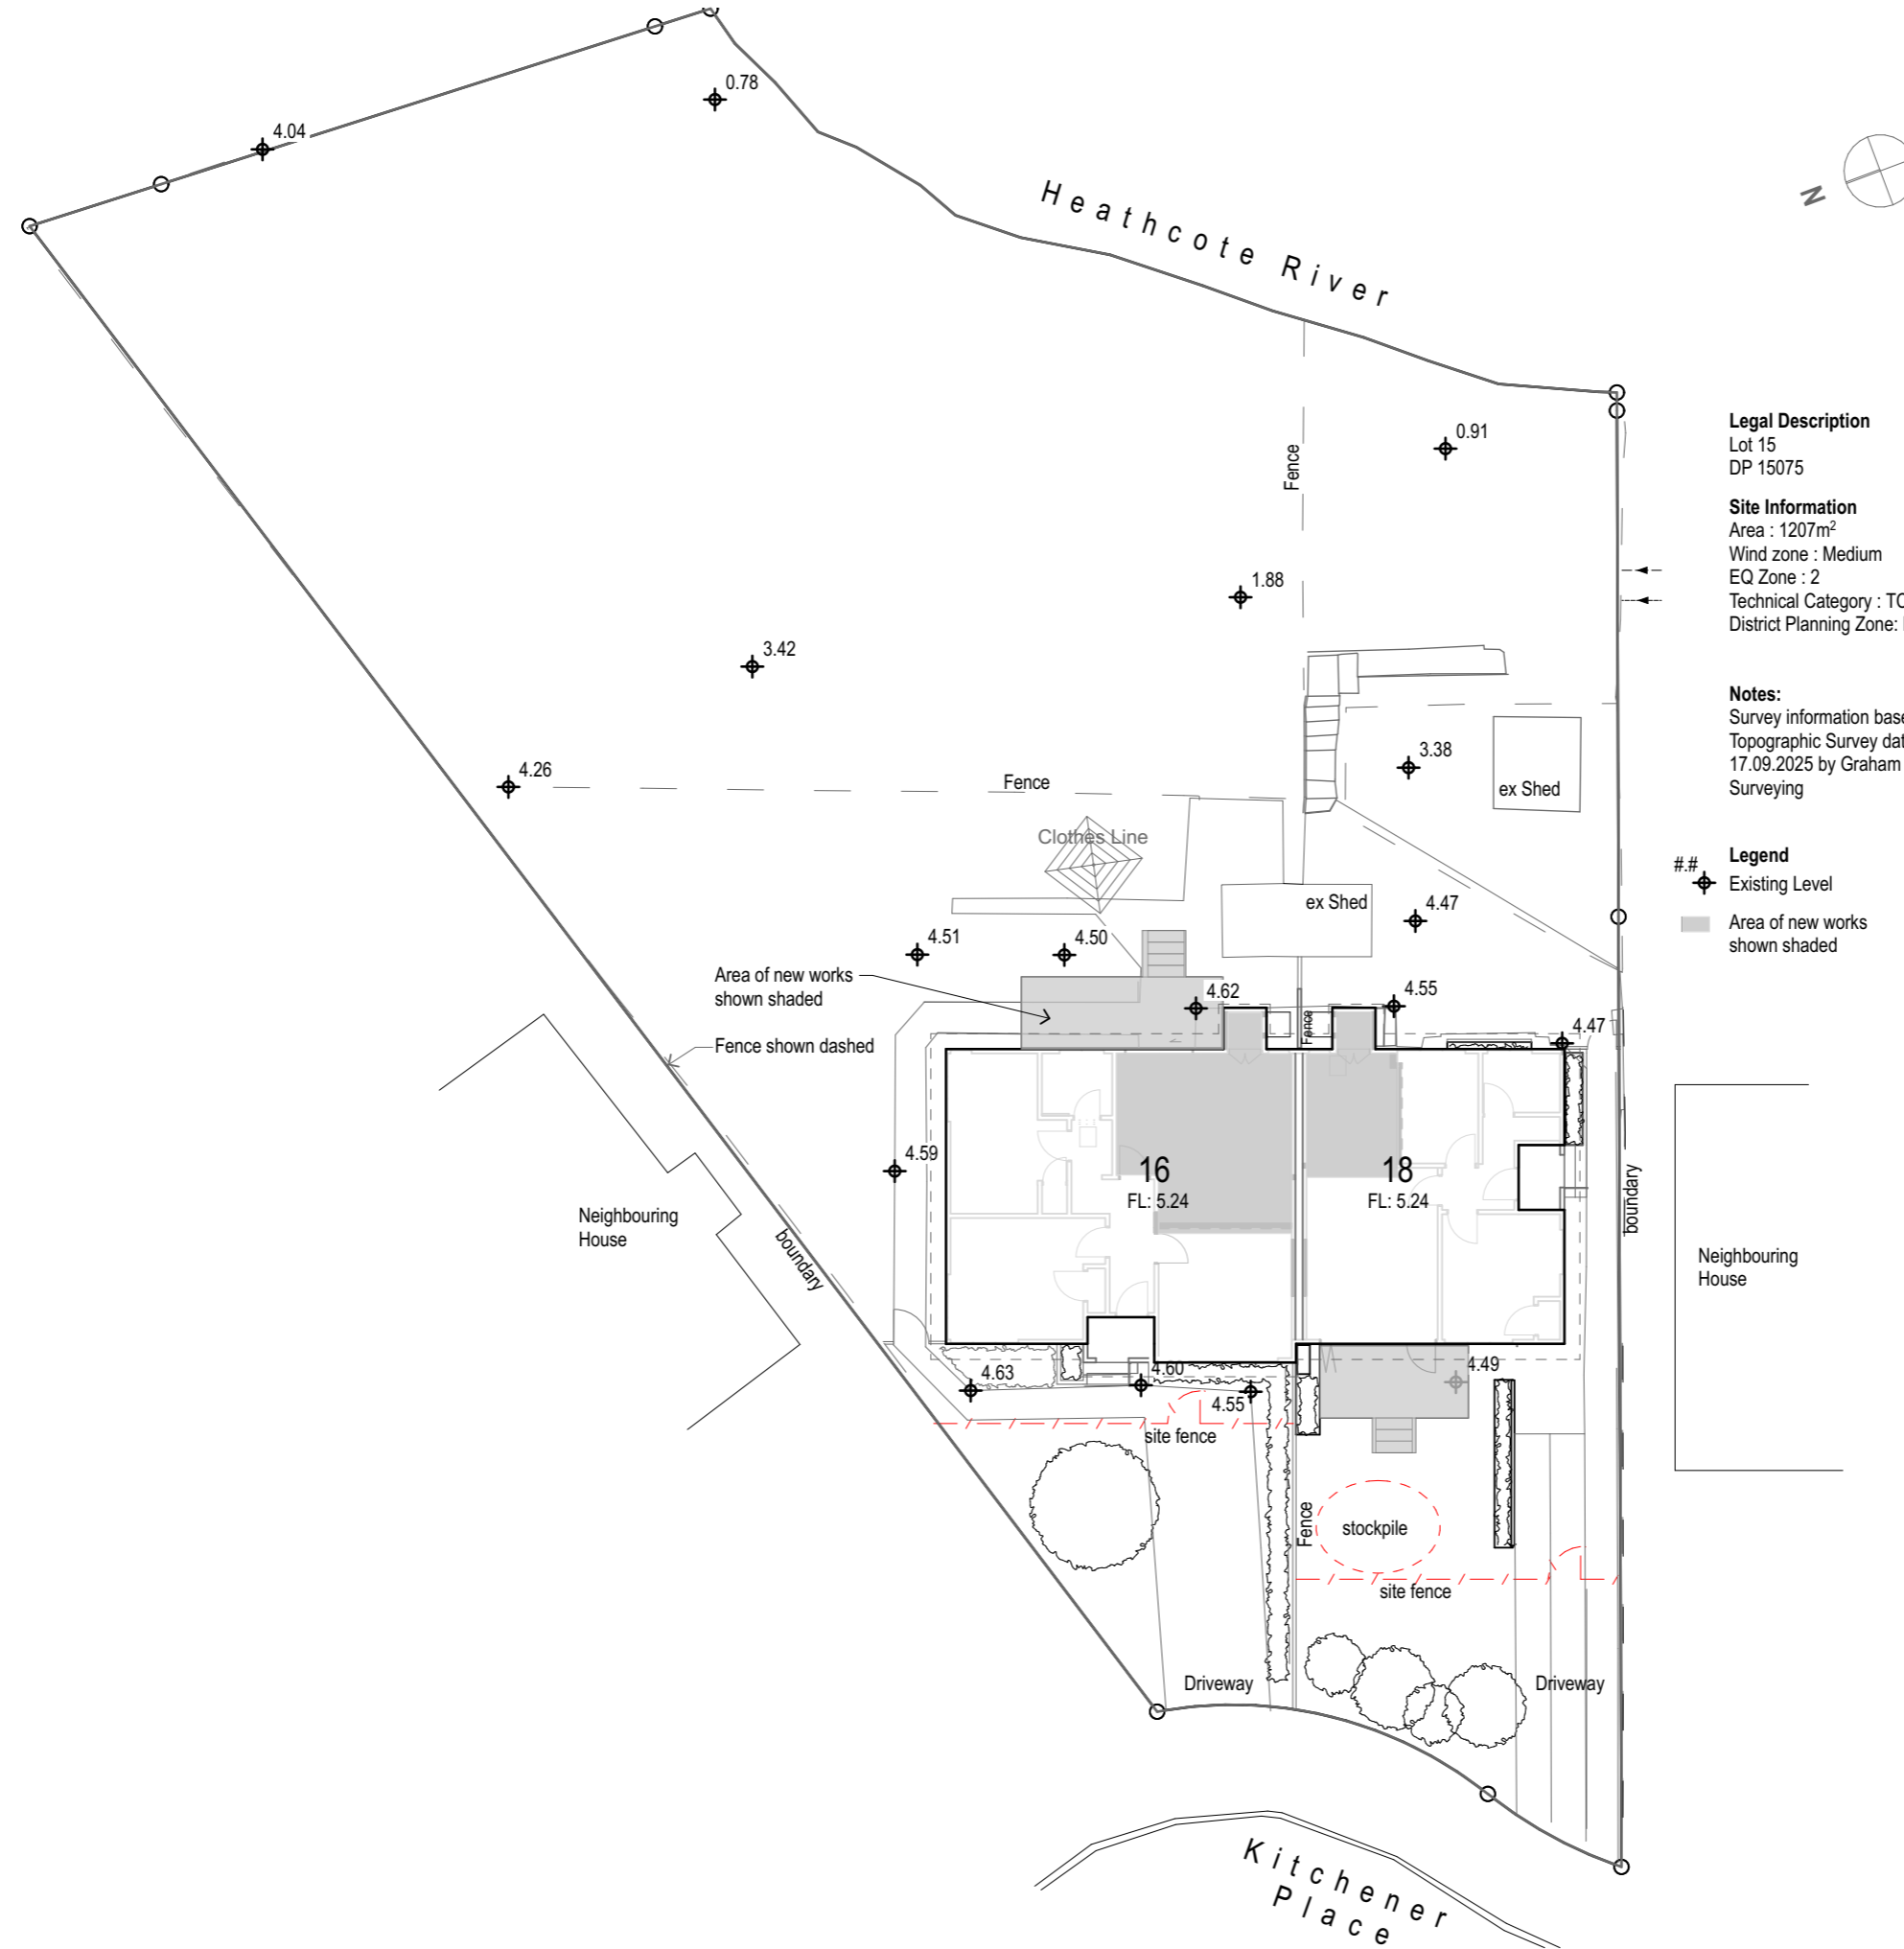 0.78
4.04
Heathcote River
N
0.91
Fence
Legal Description
Lot 15
DP 15075
Site Information
Area : 1207m²
Wind zone : Medium
EQ Zone : 2
Technical Category : TC
District Planning Zone:
1.88
3.42
Notes:
Survey information base
Topographic Survey dat
17.09.2025 by Graham
Surveying
4.26
Fence
3.38
ex Shed
Clothes Line
#.#
Legend
Existing Level
Area of new works
shown shaded
ex Shed
4.47
4.51
4.50
Area of new works
shown shaded
4.62
4.55
Fence
4.47
Fence shown dashed
4.59
16
FL: 5.24
18
FL: 5.24
boundary
Neighbouring
House
boundary
Neighbouring
House
4.63
4.60
4.55
4.49
site fence
Fence
stockpile
site fence
Driveway
Driveway
Kitchener
Place